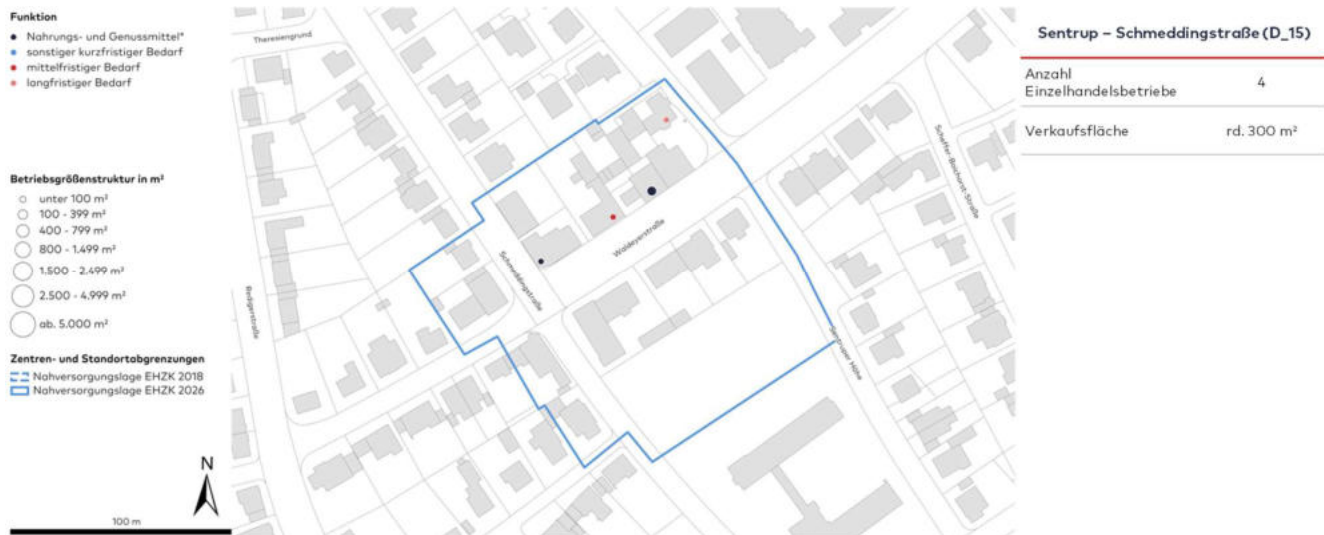 Funktion
Nahrungs- und Genussmittel*
sonstiger kurzfristiger Bedarf
mittelfristiger Bedarf
langfristiger Bedarf
Betriebsgrößenstruktur in m²
unter 100 m²
100 - 399 m²
400 - 799 m²
800 - 1.499 m²
1.500 - 2.499 m²
2.500 - 4.999 m²
ab. 5.000 m²
Zentren- und Standortabgrenzungen
Nahversorgungslage EHZK 2018
Nahversorgungslage EHZK 2026
N
100 m
Theresiengrund
Schmeddingstraße
Waldeyerstraße
Scheffer-Boichorst-Straße
Sentruper Höhe
Sentrup – Schmeddingstraße (D_15)
Anzahl
Einzelhandelsbetriebe 4
Verkaufsfläche rd. 300 m²